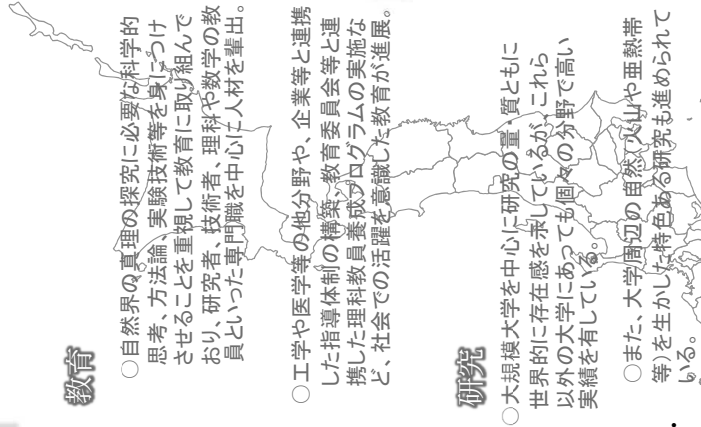 教育
○自然界の真理の探究に必要な科学的
思考、方法論、実験技術等を身につけ
させることを重視して教育に取り組んで
おり、研究者、技術者、理科や数学の教
員といった専門職を中心に人材を輩出。
○工学や医学等の他分野や、企業等と連携
した指導体制の構築、教育委員会等と連
携した理科教員養成プログラムの実施な
ど、社会での活躍を意識した教育が進展。
研究
○大規模大学を中心に研究の量・質ともに
世界的に存在感を示しているが、これら
以外の大学にあっても個々の分野で高い
実績を有している。
○また、大学周辺の自然(火山や亜熱帯
等)を生かした特色ある研究も進められて
いる。